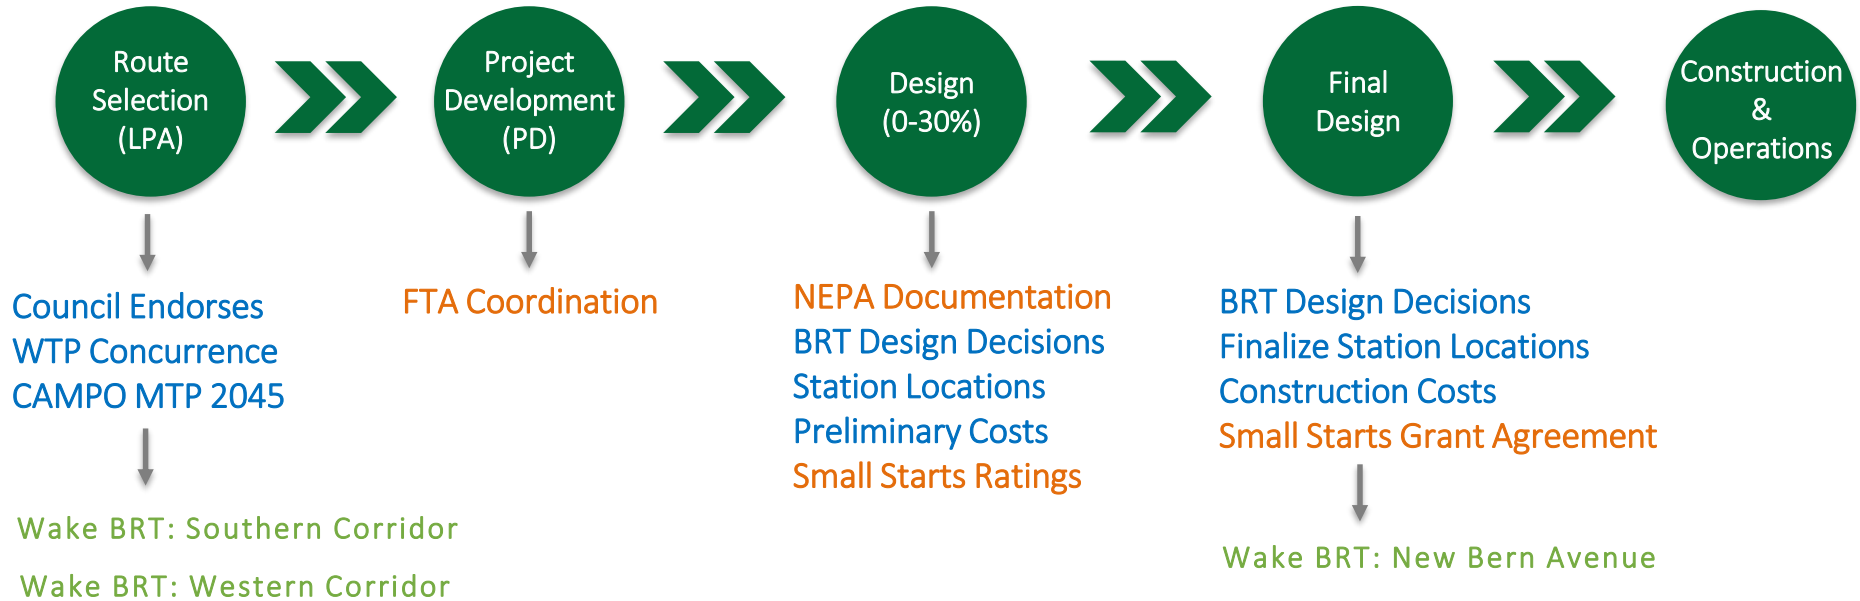 Route
Selection
(LPA)
Project
Development
(PD)
Design
(0-30%)
Final
Design
Construction
&
Operations
Council Endorses
WTP Concurrence
CAMPO MTP 2045
Wake BRT: Southern Corridor
Wake BRT: Western Corridor
FTA Coordination
NEPA Documentation
BRT Design Decisions
Station Locations
Preliminary Costs
Small Starts Ratings
BRT Design Decisions
Finalize Station Locations
Construction Costs
Small Starts Grant Agreement
Wake BRT: New Bern Avenue